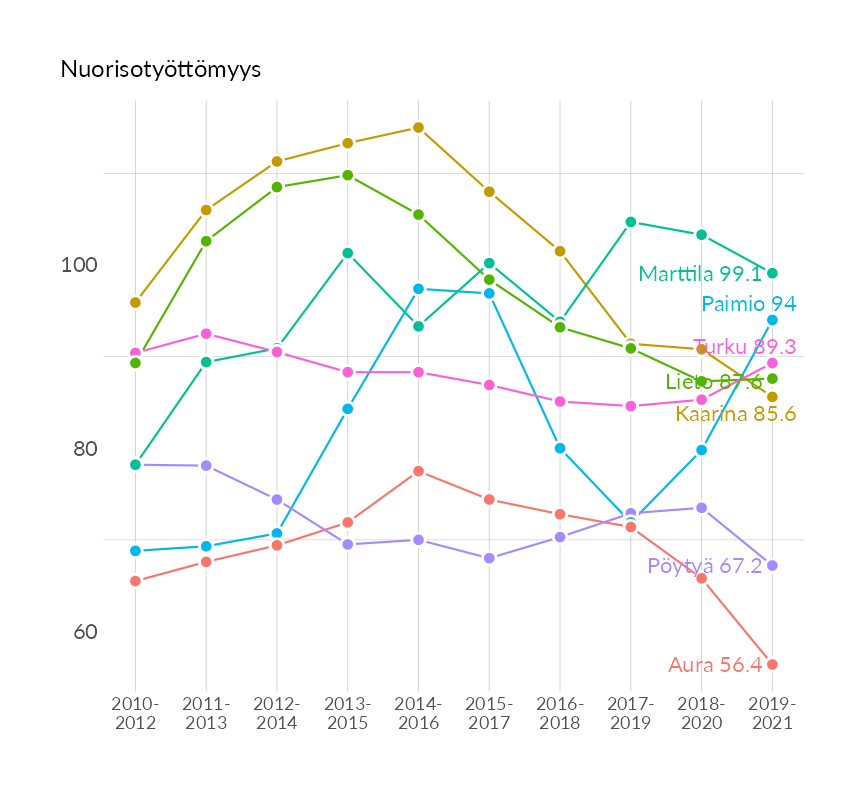 Nuorisotyöttömyys
100
Marttila 99.1
Paimio 94
Turku 89.3
Lieto 87.6
Kaarina 85.6
80
Pöytyä 67.2
60
Aura 56.4
2010- 2011- 2012- 2013- 2014- 2015- 2016- 2017- 2018- 2019-
2012 2013 2014 2015 2016 2017 2018 2019 2020 2021